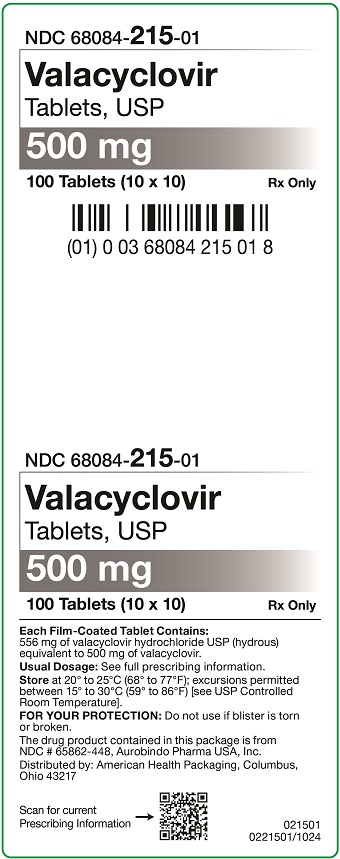 NDC 68084-215-01
Valacyclovir
Tablets, USP
500 mg
100 Tablets (10 x 10) Rx Only
(01) 0 03 68084 215 01 8
NDC 68084-215-01
Valacyclovir
Tablets, USP
500 mg
100 Tablets (10 x 10) Rx Only
Each Film-Coated Tablet Contains:
556 mg of valacyclovir hydrochloride USP (hydrous)
equivalent to 500 mg of valacyclovir.
Usual Dosage: See full prescribing information.
Store at 20° to 25°C (68° to 77°F); excursions permitted
between 15° to 30°C (59° to 86°F) [see USP Controlled
Room Temperature].
FOR YOUR PROTECTION: Do not use if blister is torn
or broken.
The drug product contained in this package is from
NDC # 65862-448, Aurobindo Pharma USA, Inc.
Distributed by: American Health Packaging, Columbus,
Ohio 43217
Scan for current
Prescribing Information →
021501
0221501/1024